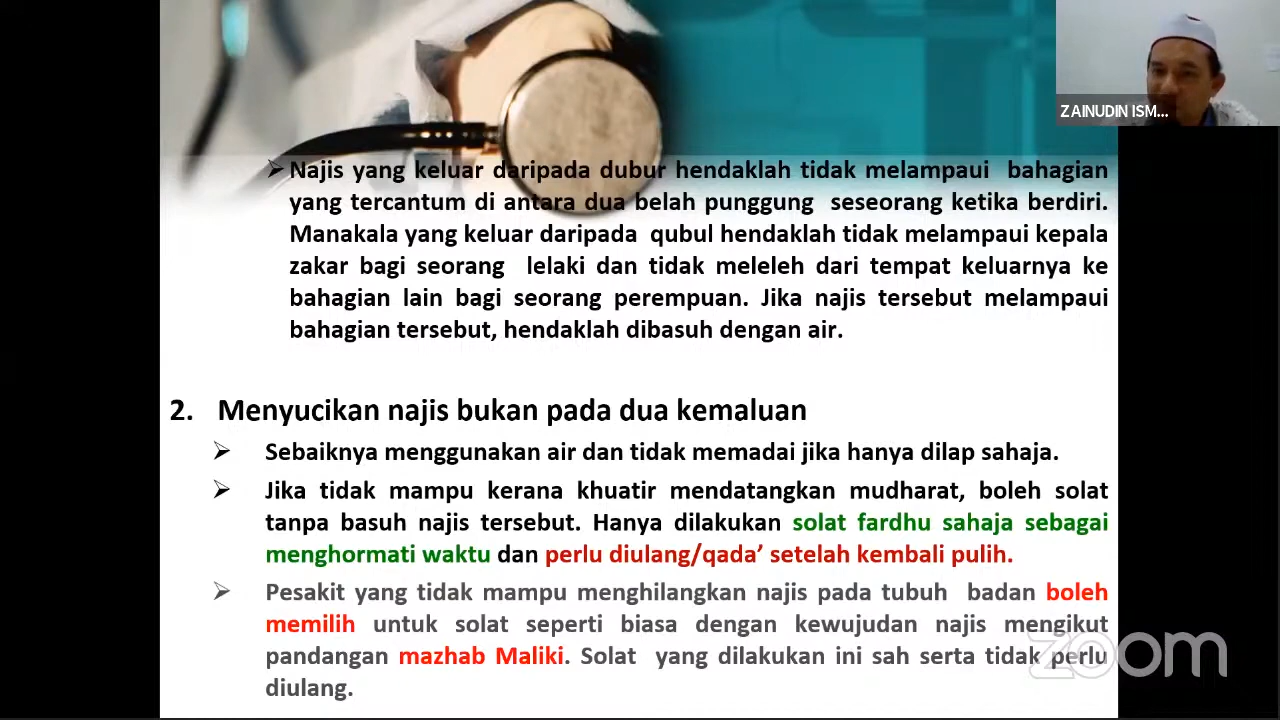 ZAINUDIN ISM...
➢ Najis yang keluar daripada dubur hendaklah tidak melampaui bahagian
yang tercantum di antara dua belah punggung seseorang ketika berdiri.
Manakala yang keluar daripada qubul hendaklah tidak melampaui kepala
zakar bagi seorang lelaki dan tidak meleleh dari tempat keluarnya ke
bahagian lain bagi seorang perempuan. Jika najis tersebut melampaui
bahagian tersebut, hendaklah dibasuh dengan air.
2. Menyucikan najis bukan pada dua kemaluan
➢ Sebaiknya menggunakan air dan tidak memadai jika hanya dilap sahaja.
➢ Jika tidak mampu kerana khuatir mendatangkan mudharat, boleh solat
tanpa basuh najis tersebut. Hanya dilakukan solat fardhu sahaja sebagai
menghormati waktu dan perlu diulang/qada’ setelah kembali pulih.
➢ Pesakit yang tidak mampu menghilangkan najis pada tubuh badan boleh
memilih untuk solat seperti biasa dengan kewujudan najis mengikut
pandangan mazhab Maliki. Solat yang dilakukan ini sah serta tidak perlu
diulang.
zoom